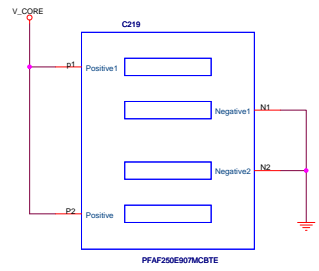 V_CORE
C219
p1
Positive1
Negative1
N1
Negative2
N2
P2
Positive
PFAF250E907MCBTE